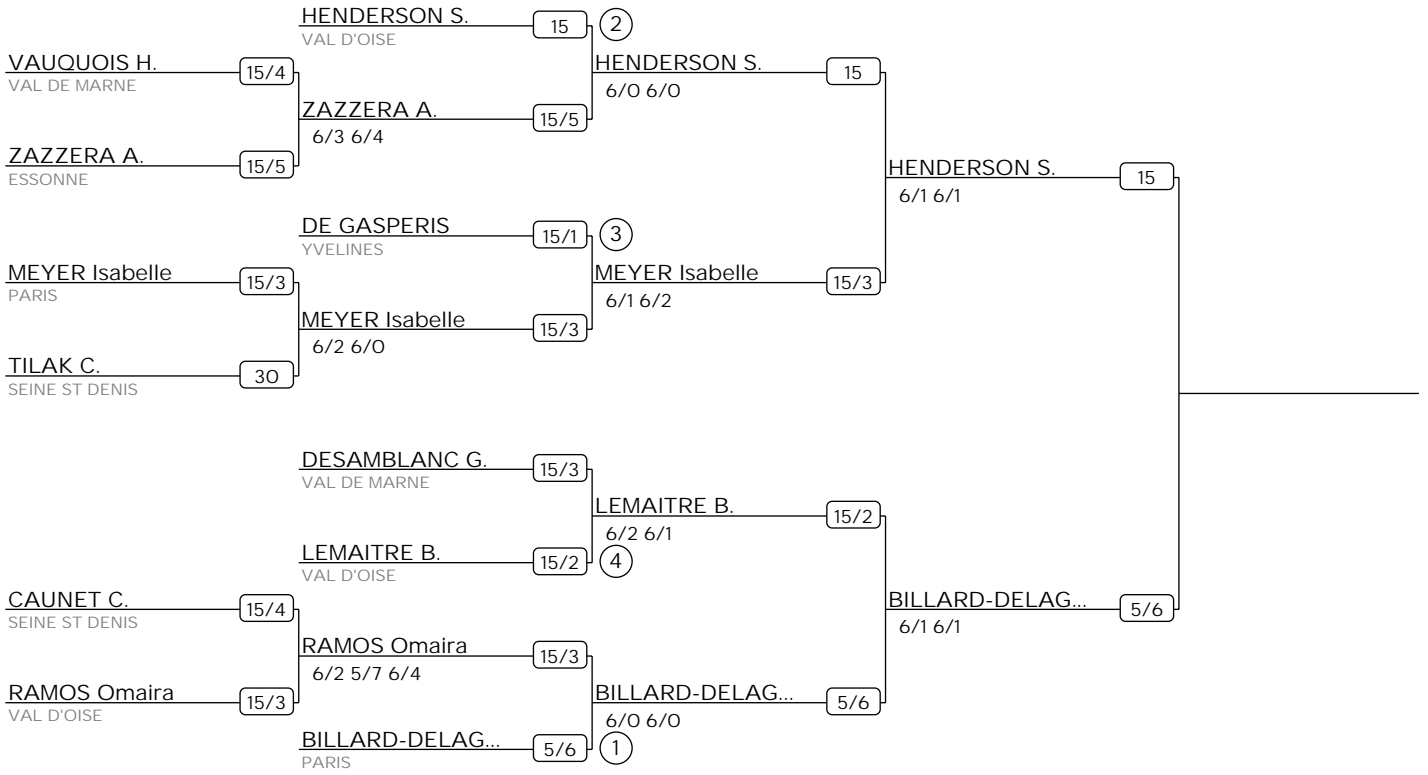 HENDERSON S.
15
2
VAL D'OISE
VAUQUOIS H.
15/4
HENDERSON S.
15
VAL DE MARNE
6/0 6/0
ZAZZERA A.
15/5
6/3 6/4
ZAZZERA A.
15/5
HENDERSON S.
15
ESSONNE
6/1 6/1
DE GASPERIS
15/1
3
YVELINES
MEYER Isabelle
15/3
MEYER Isabelle
15/3
PARIS
6/1 6/2
MEYER Isabelle
15/3
6/2 6/0
TILAK C.
30
SEINE ST DENIS
DESAMBLANC G.
15/3
VAL DE MARNE
LEMAITRE B.
15/2
6/2 6/1
LEMAITRE B.
15/2
4
VAL D'OISE
CAUNET C.
15/4
BILLARD-DELAG...
5/6
SEINE ST DENIS
6/1 6/1
RAMOS Omaira
15/3
6/2 5/7 6/4
RAMOS Omaira
15/3
BILLARD-DELAG...
5/6
VAL D'OISE
6/0 6/0
BILLARD-DELAG...
5/6
1
PARIS